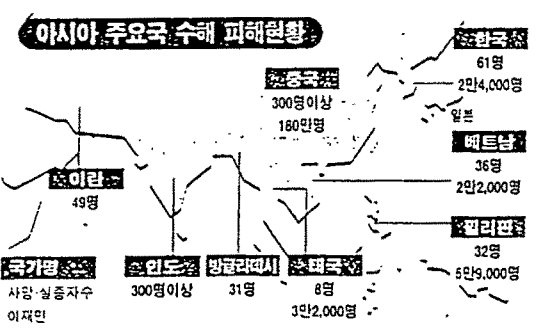 아시아 주요국 수해 피해현황
한국
61명
2만4,000명
일본
중국
300명이상
180만명
베트남
36명
2만2,000명
이란
49명
필리핀
32명
5만9,000명
국가명
사망·실종자수
이재민
인도
300명이상
방글라데시
31명
태국
8명
3만2,000명